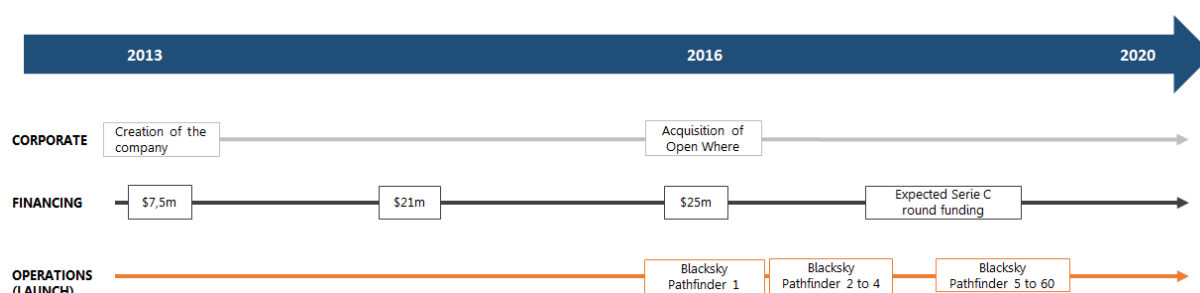 2013 2016 2020
CORPORATE
Creation of the
company
Acquisition of
Open Where
FINANCING
$7,5m
$21m
$25m
Expected Serie C
round funding
OPERATIONS
(LAUNCH)
Blacksky
Pathfinder 1
Blacksky
Pathfinder 2 to 4
Blacksky
Pathfinder 5 to 60